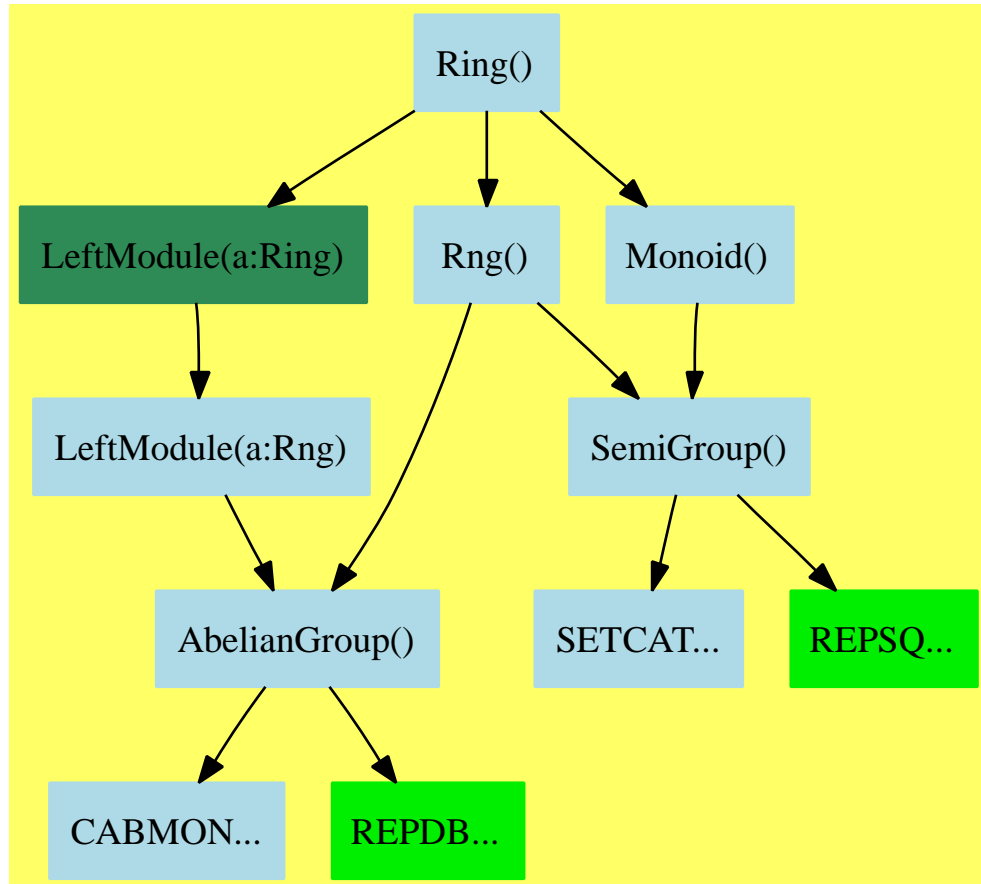 Ring()
LeftModule(a:Ring)
Rng()
Monoid()
LeftModule(a:Rng)
SemiGroup()
AbelianGroup()
SETCAT...
REPSQ...
CABMON...
REPDB...